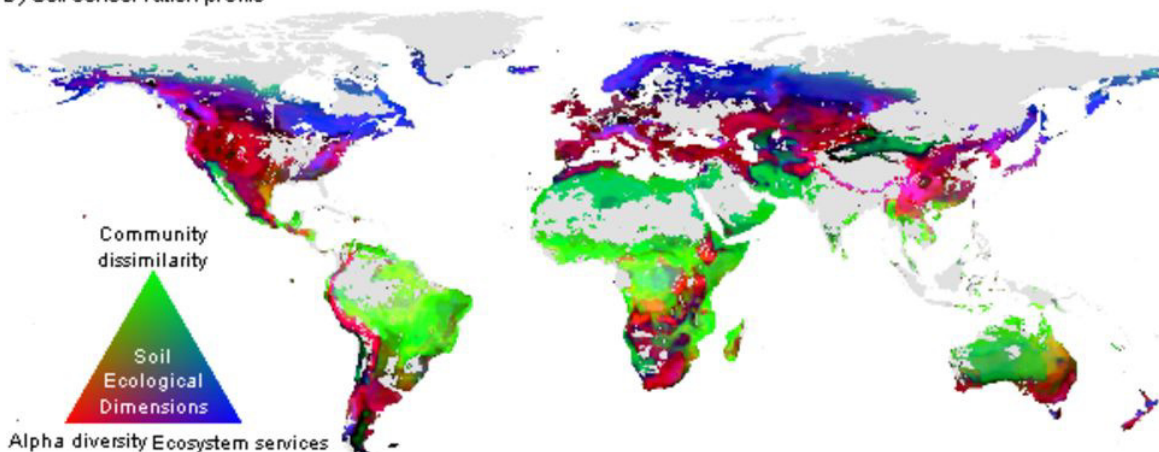 Community
dissimilarity
Soil
Ecological
Dimensions
Alpha diversity Ecosystem services